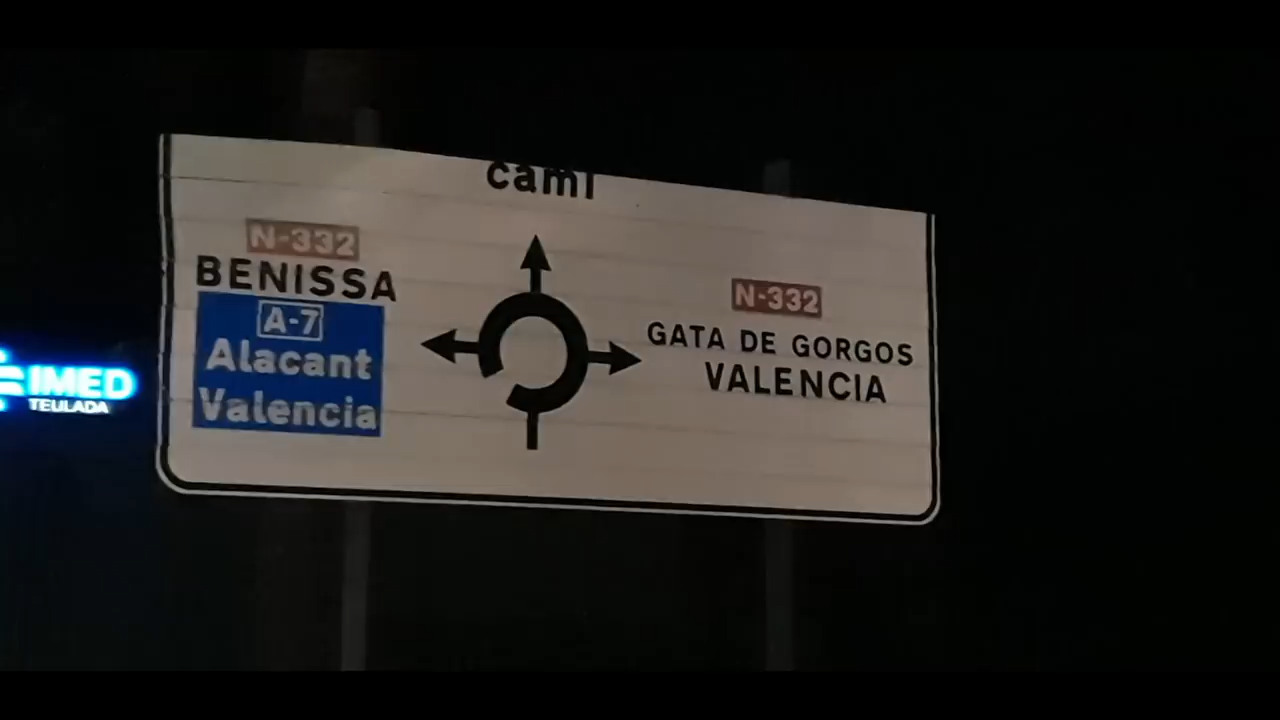 camí
N-332
BENISSA
A-7
Alacant
Valencia
N-332
GATA DE GORGOS
VALENCIA
IMED
TEULADA